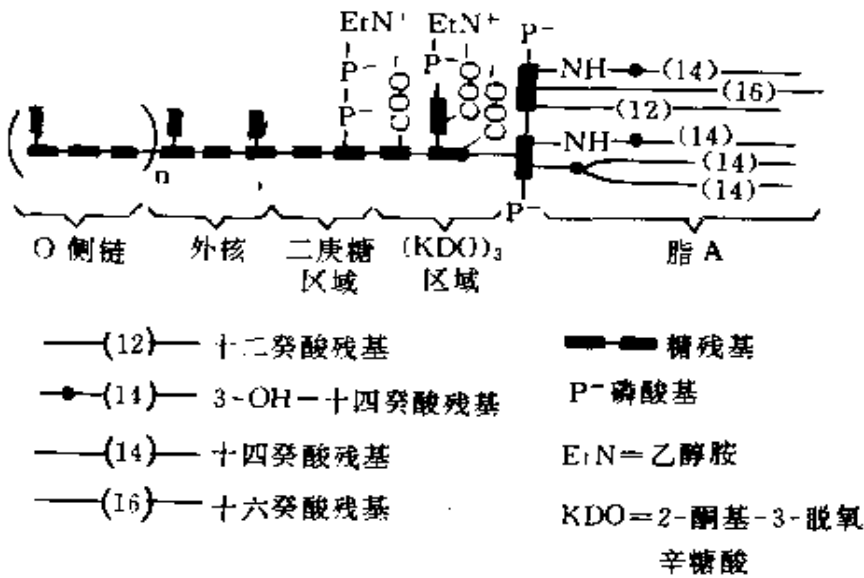 EtN⁺ EtN⁺ P⁻
P⁻ COO⁻ P⁻ COO⁻ COO⁻ NH (14)
(16)
P⁻ (12)
NH (14)
( )n (14)
(14)
P⁻
O 侧链 外核 二庚糖区域 (KDO)₃区域 脂 A
(12) 十二癸酸残基
糖残基
(14) 3-OH-十四癸酸残基
P⁻磷酸基
(14) 十四癸酸残基
EtN=乙醇胺
(16) 十六癸酸残基
KDO=2-酮基-3-脱氧
辛糖酸